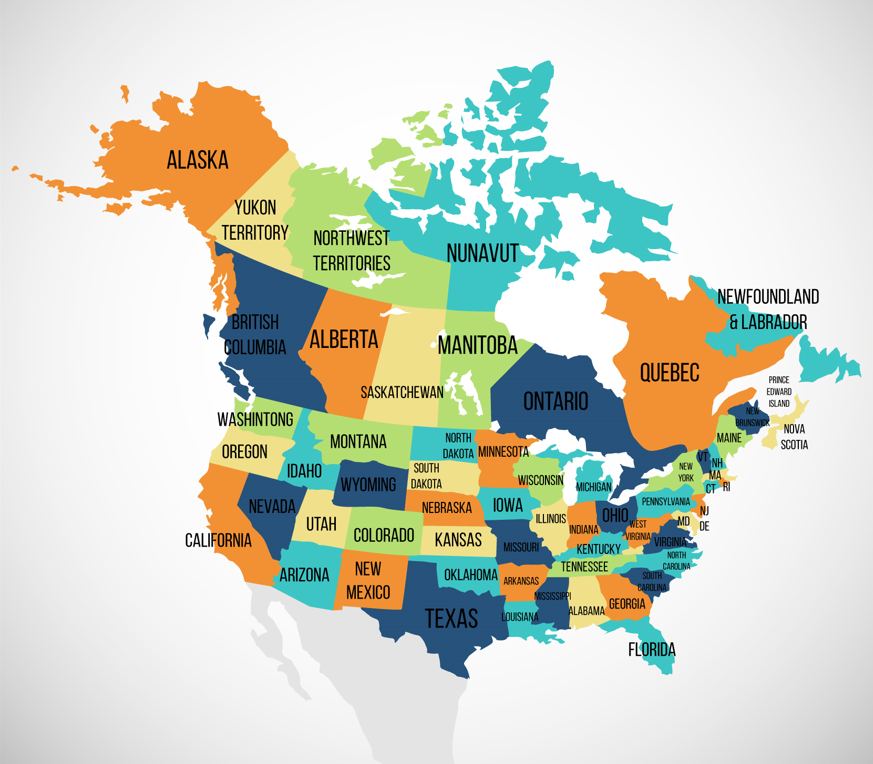 ALASKA
YUKON
TERRITORY
NORTHWEST
TERRITORIES
NUNAVUT
BRITISH
COLUMBIA
ALBERTA
SASKATCHEWAN
MANITOBA
ONTARIO
QUEBEC
NEWFOUNDLAND
& LABRADOR
PRINCE
EDWARD
ISLAND
NEW
BRUNSWICK
NOVA
SCOTIA
WASHINTONG
OREGON
IDAHO
MONTANA
NORTH
DAKOTA
MINNESOTA
SOUTH
DAKOTA
WYOMING
WISCONSIN
MICHIGAN
NEW
YORK
MAINE
VT
NH
MA
CT
RI
CALIFORNIA
NEVADA
UTAH
COLORADO
NEBRASKA
KANSAS
IOWA
ILLINOIS
INDIANA
OHIO
PENNSYLVANIA
NJ
MD
DE
WEST
VIRGINIA
VIRGINIA
MISSOURI
KENTUCKY
NORTH
CAROLINA
TENNESSEE
SOUTH
CAROLINA
ARIZONA
NEW
MEXICO
OKLAHOMA
ARKANSAS
TEXAS
LOUISIANA
MISSISSIPPI
ALABAMA
GEORGIA
FLORIDA